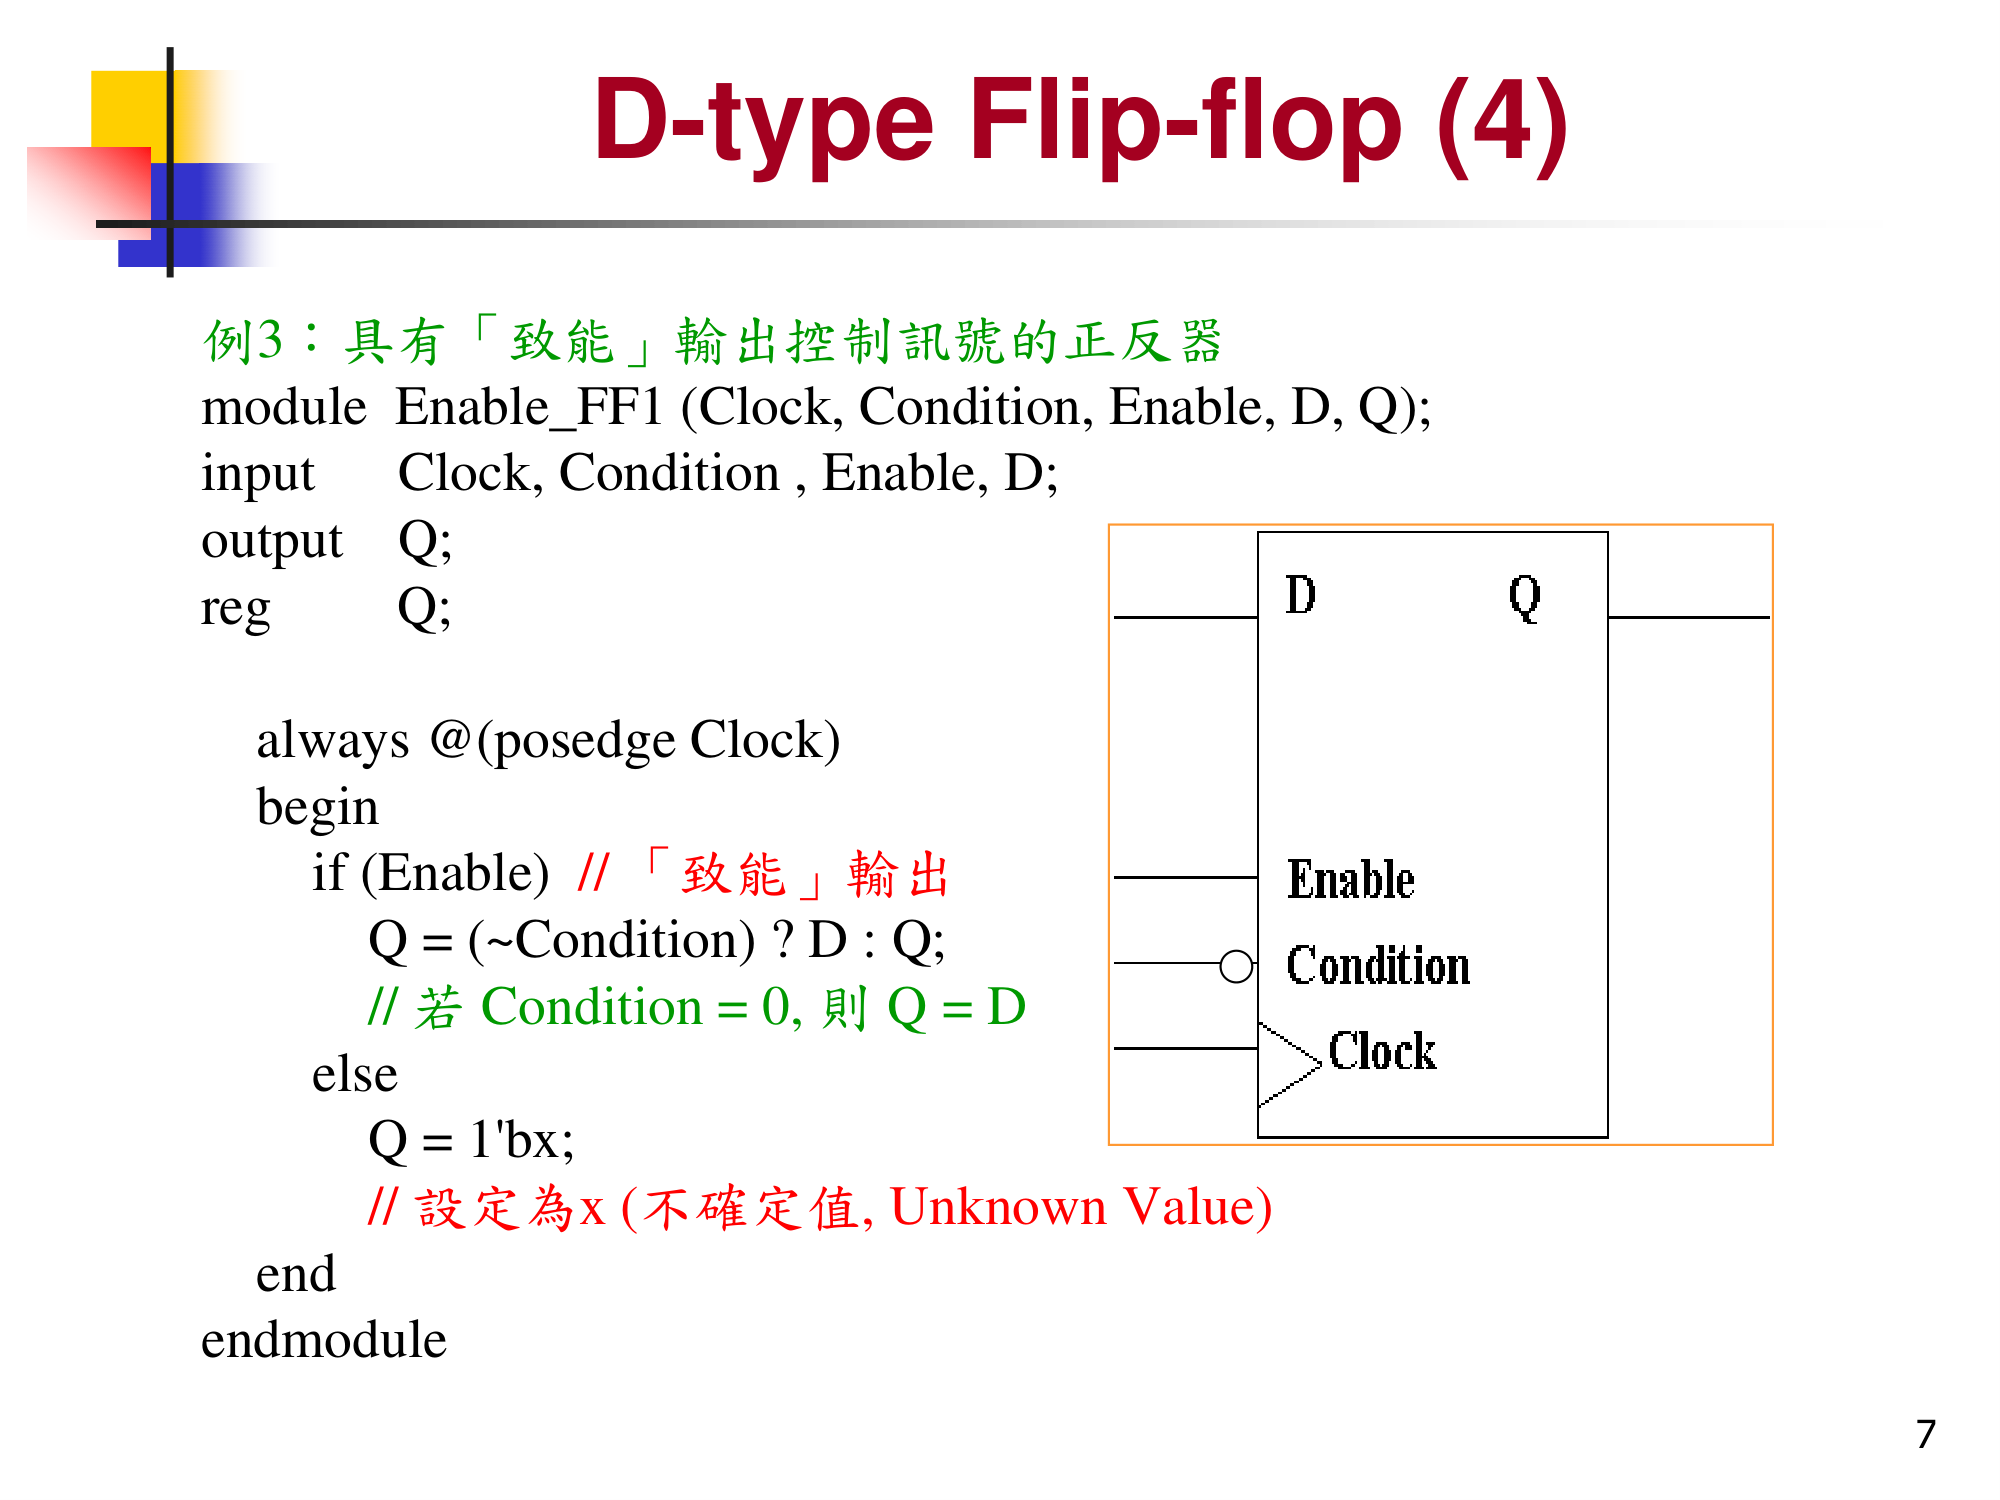 D-type Flip-flop (4)
例3：具有「致能」輸出控制訊號的正反器
module  Enable_FF1 (Clock, Condition, Enable, D, Q);
input      Clock, Condition , Enable, D;
output    Q;
reg         Q;
always @(posedge Clock)
begin
if (Enable)  // 「致能」輸出
Q = (~Condition) ? D : Q;
// 若 Condition = 0, 則 Q = D
else
Q = 1'bx;
// 設定為x (不確定值, Unknown Value)
end
endmodule
D Q
Enable
Condition
Clock
7